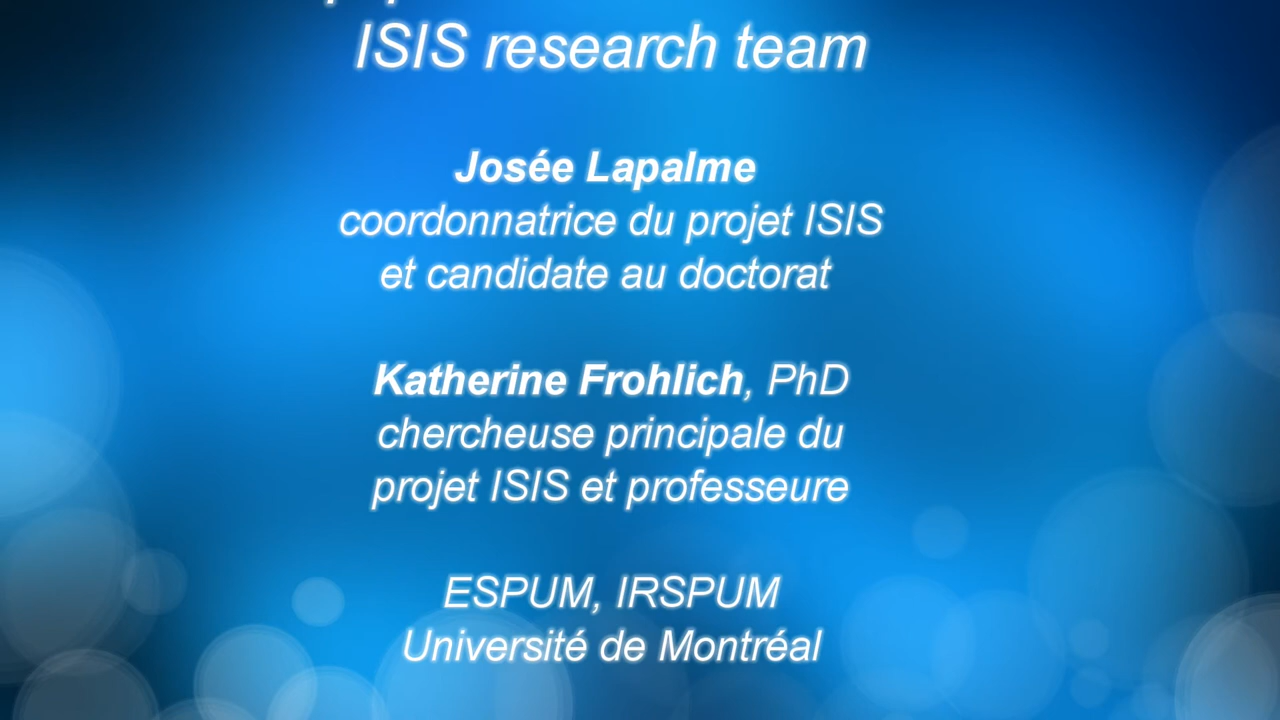 ISIS research team
Josée Lapalme
coordonnatrice du projet ISIS
et candidate au doctorat
Katherine Frohlich, PhD
chercheuse principale du
projet ISIS et professeure
ESPUM, IRSPUM
Université de Montréal